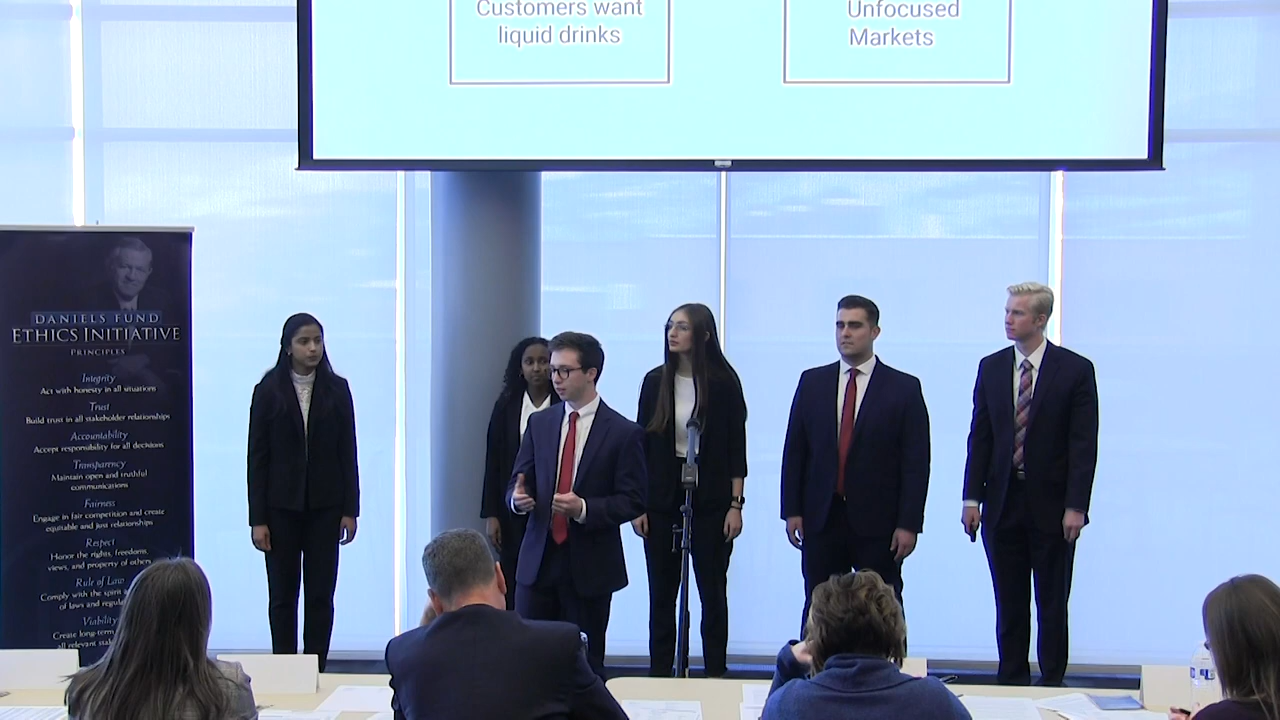 Customers want
liquid drinks
Unfocused
Markets
DANIELS FUND
ETHICS INITIATIVE
PRINCIPLES
Integrity
Act with honesty in all situations
Trust
Build trust in all stakeholder relationships
Accountability
Accept responsibility for all decisions
Transparency
Maintain open and truthful
communications
Fairness
Engage in fair competition and create
equitable and just relationships
Respect
Honor the rights, freedoms,
views, and property of others
Rule of Law
Comply with the spirit
of laws and
Viability
Create long-term
all relevant